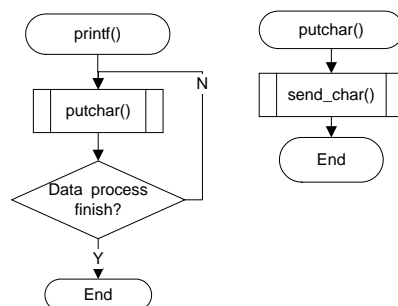 printf()
N
putchar()
Data process
finish?
Y
End
putchar()
send_char()
End